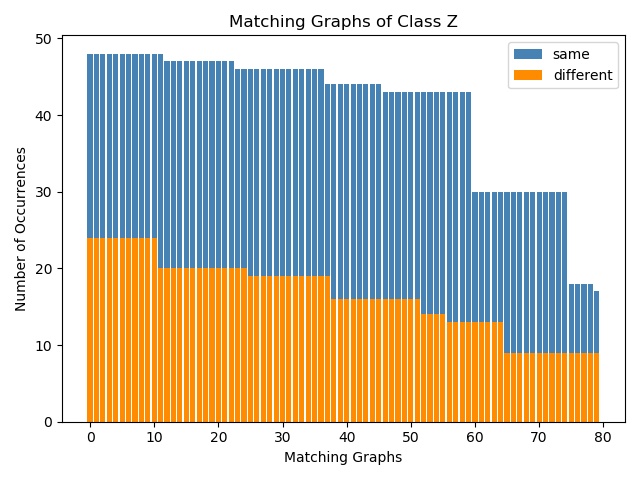 Matching Graphs of Class Z
same
different
Number of Occurrences
50
40
30
20
10
0
0 10 20 30 40 50 60 70 80
Matching Graphs